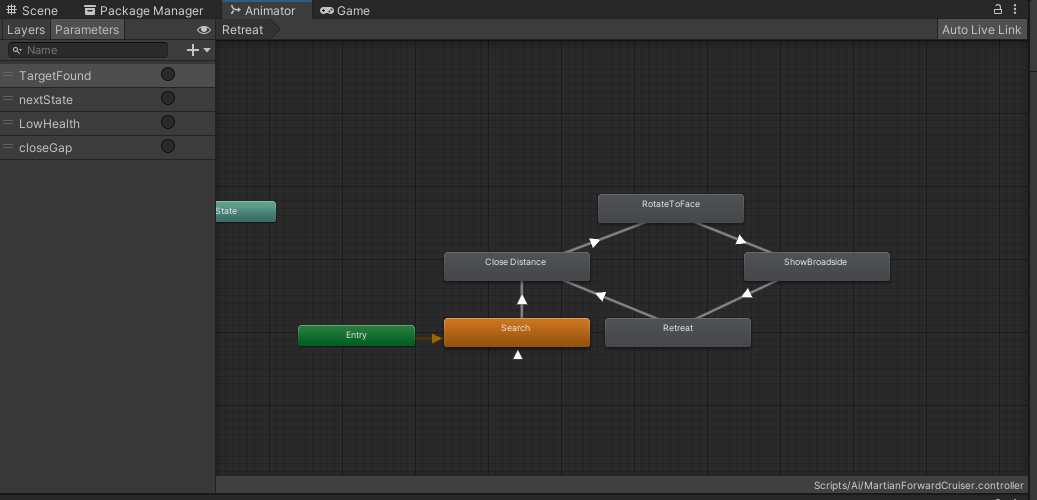 Scene Package Manager Animator Game
Layers Parameters Retreat Auto Live Link
Name
TargetFound
nextState
LowHealth
closeGap
State
RotateToFace
Close Distance ShowBroadside
Entry Search Retreat
Scripts/AI/MartianForwardCruiser.controller